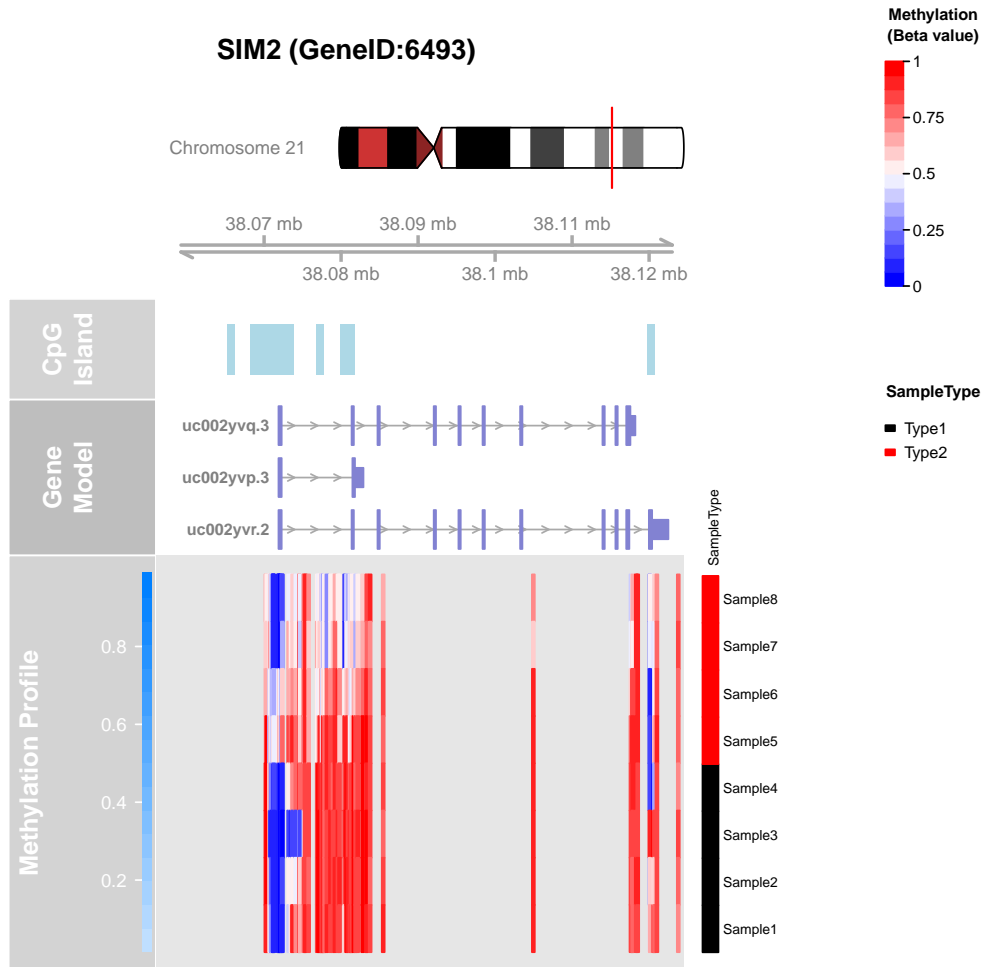 SIM2 (GeneID:6493)
Methylation
(Beta value)
1
0.75
0.5
0.25
0
Chromosome 21
38.07 mb
38.09 mb
38.11 mb
38.08 mb
38.1 mb
38.12 mb
CpG
Island
SampleType
Type1
Type2
Gene
Model
uc002yvq.3
uc002yvp.3
uc002yvr.2
SampleType
Methylation Profile
0.8
0.6
0.4
0.2
Sample8
Sample7
Sample6
Sample5
Sample4
Sample3
Sample2
Sample1